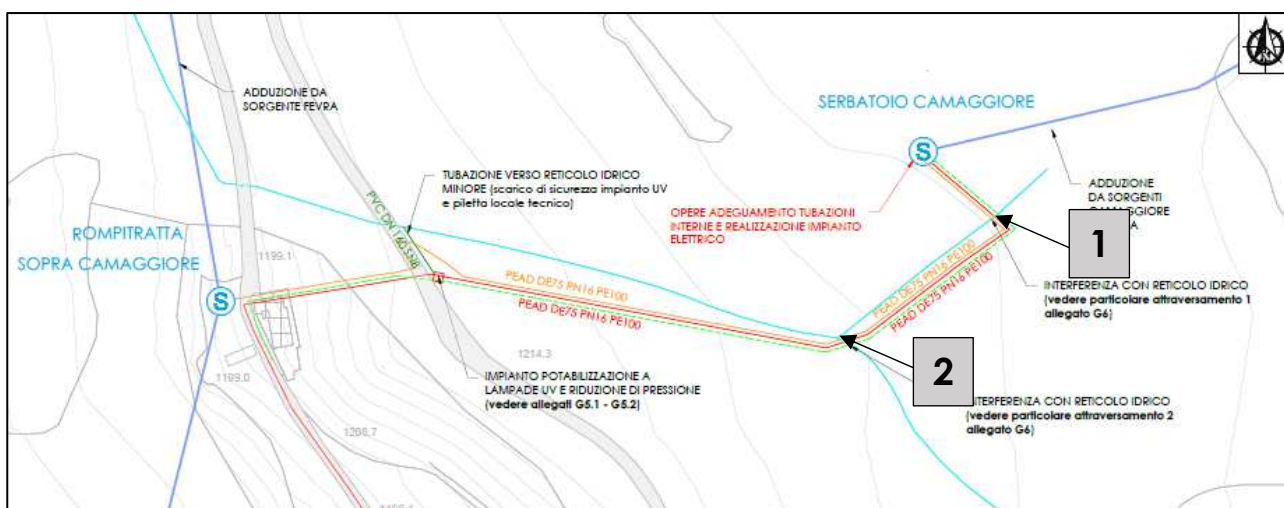 ADDUZIONE DA
SORGENTE FEVRA
SERBATOIO CAMAGGIORE
TUBAZIONE VERSO RETICOLO IDRICO
MINORE (scarico di sicurezza impianto UV
e piletta locale tecnico)
ADDUZIONE
DA SORGENTI
PVC DN 160 SN8
OPERE ADEGUAMENTO TUBAZIONI
INTERNE E REALIZZAZIONE IMPIANTO
ELETTRICO
1
ROMPITRATTA
SOPRA CAMAGGIORE
1199.1
S
S
PEAD DE75 PN16 PE100
PEAD DE75 PN16 PE100
PEAD DE75 PN16 PE100
PEAD DE75 PN16 PE100
INTERFERENZA CON RETICOLO IDRICO
(vedere particolare attraversamento 1
allegato G6)
1214.3
2
1199.0
IMPIANTO POTABILIZZAZIONE A
LAMPADE UV E RIDUZIONE DI PRESSIONE
(vedere allegati G5.1 - G5.2)
INTERFERENZA CON RETICOLO IDRICO
(vedere particolare attraversamento 2
allegato G6)